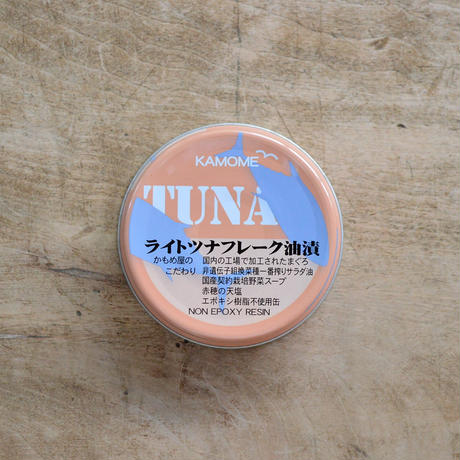 KAMOME
TUNA
ライトツナフレーク油漬
かもめ屋の 国内の工場で加工されたまぐろ
こだわり 非遺伝子組換菜種一番搾りサラダ油
国産契約栽培野菜スープ
赤穂の天塩
エポキシ樹脂不使用缶
NON EPOXY RESIN